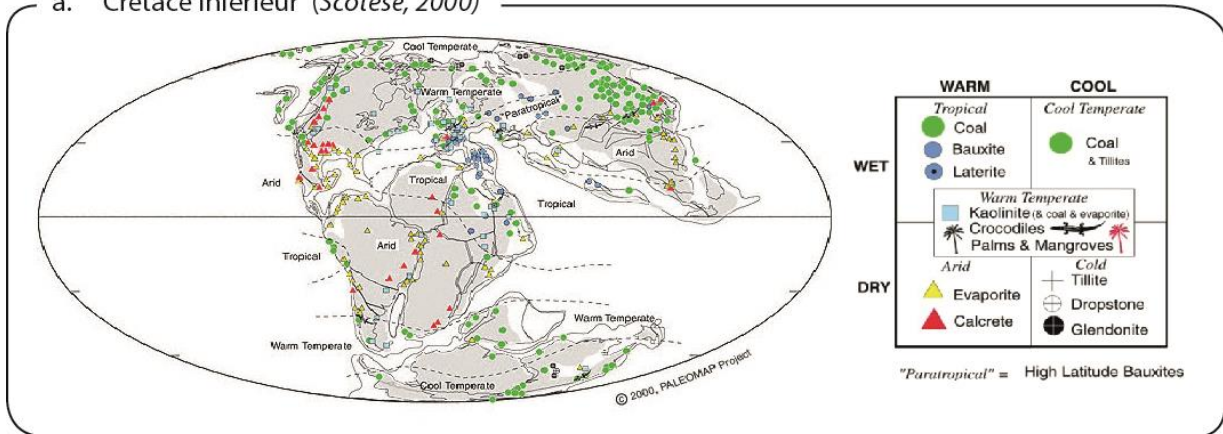 a. Crétacé inférieur (Scotese, 2000)
Cool Temperate
Warm Temperate
Paratropical
Arid
Arid
Tropical
Tropical
Arid
Tropical
Warm Temperate
Warm Temperate
Cool Temperate
© 2000, PALEOMAP Project
WARM COOL
WET
Tropical
Coal
Bauxite
Laterite
Cool Temperate
Coal
& Tillites
Warm Temperate
Kaolinite (& coal & evaporite)
Crocodiles
Palms & Mangroves
DRY
Arid
Evaporite
Calcrete
Cold
Tillite
Dropstone
Glendonite
"Paratropical" = High Latitude Bauxites